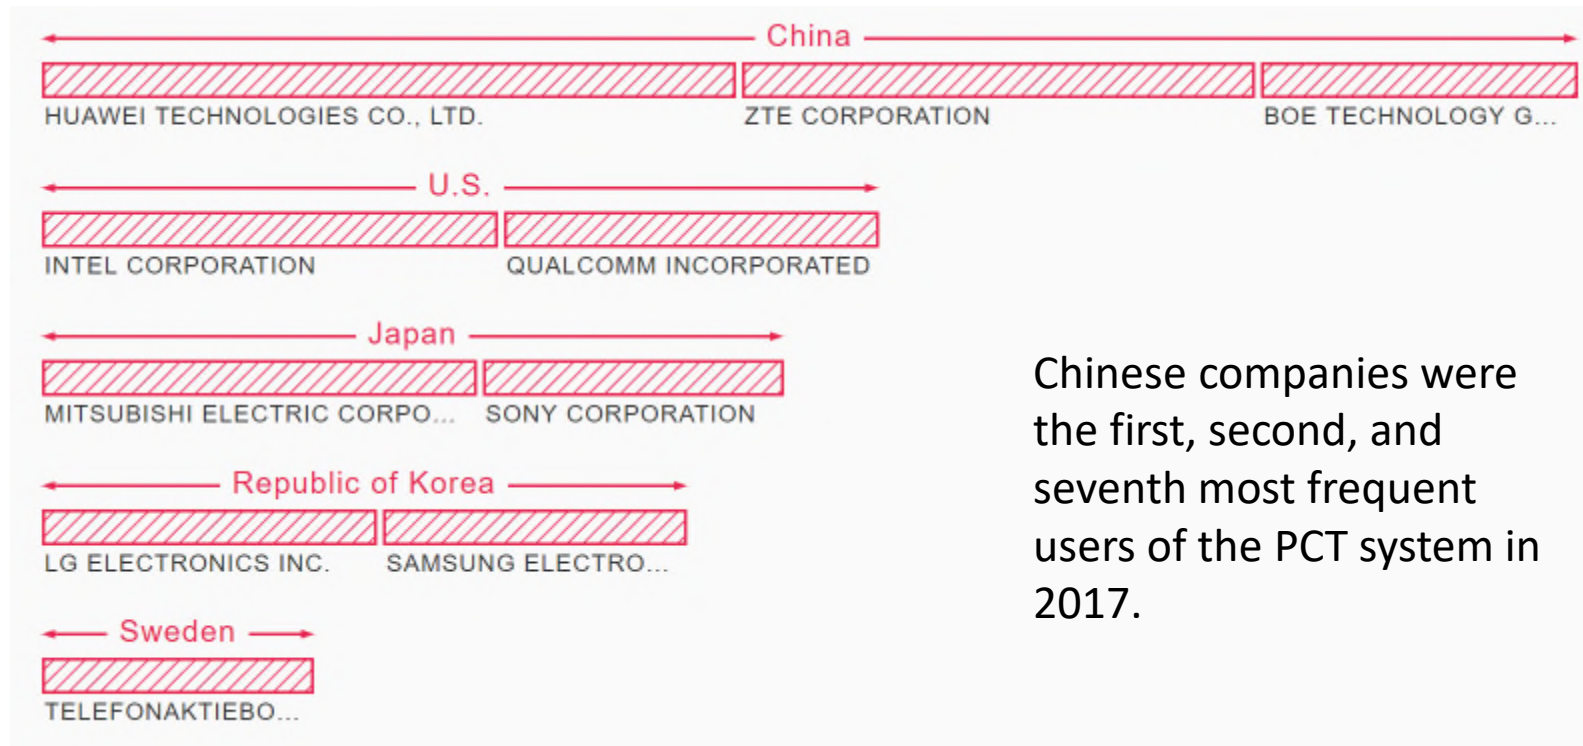 China
HUAWEI TECHNOLOGIES CO., LTD.
ZTE CORPORATION
BOE TECHNOLOGY G...
U.S.
INTEL CORPORATION
QUALCOMM INCORPORATED
Japan
MITSUBISHI ELECTRIC CORPO...
SONY CORPORATION
Republic of Korea
LG ELECTRONICS INC.
SAMSUNG ELECTRO...
Sweden
TELEFONAKTIEBO...
Chinese companies were
the first, second, and
seventh most frequent
users of the PCT system in
2017.